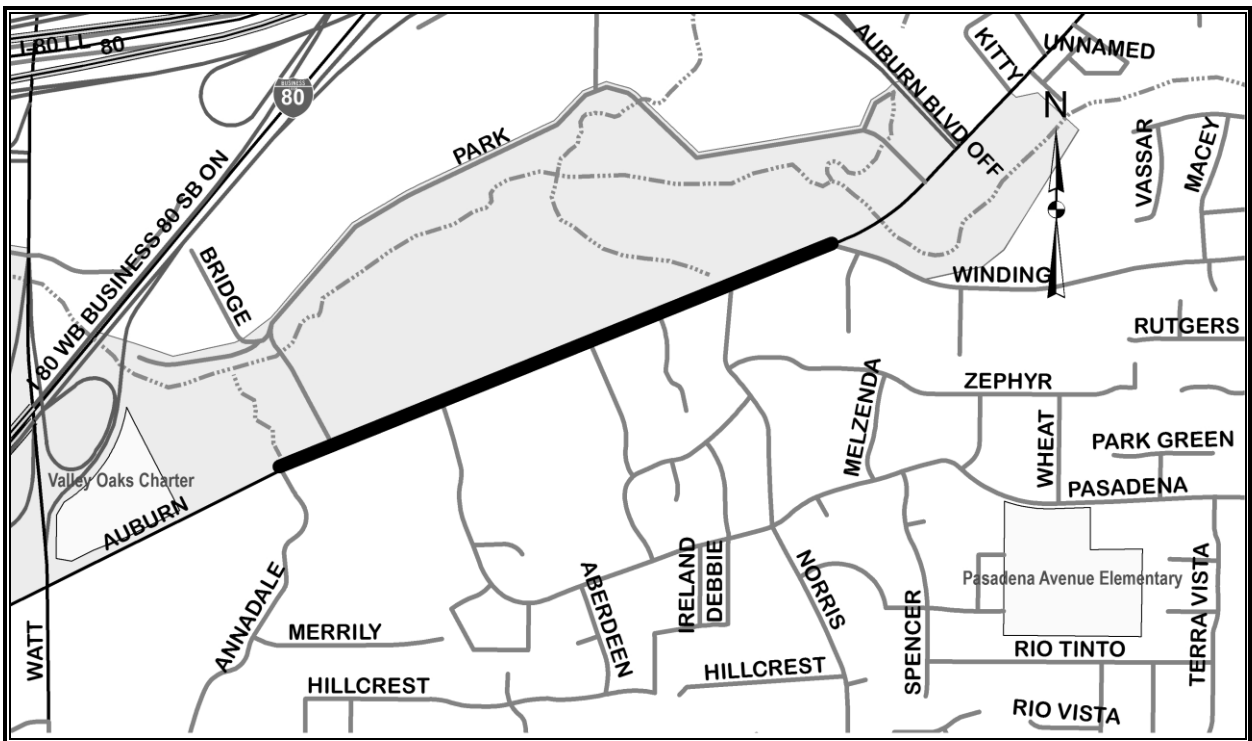 I-80 LL 80
AUBURN BLVD OFF
KITTY
UNNAMED
BUSINESS
80
N
PARK
VASSAR
MACEY
I 80 WB BUSINESS 80 SB ON
BRIDGE
WINDING
RUTGERS
ZEPHYR
MELZENDA
WHEAT
PARK GREEN
Valley Oaks Charter
PASADENA
AUBURN
ANNADALE
ABERDEEN
IRELAND
DEBBIE
NORRIS
Pasadena Avenue Elementary
SPENCER
TERRA VISTA
WATT
MERRILY
RIO TINTO
HILLCREST
HILLCREST
RIO VISTA